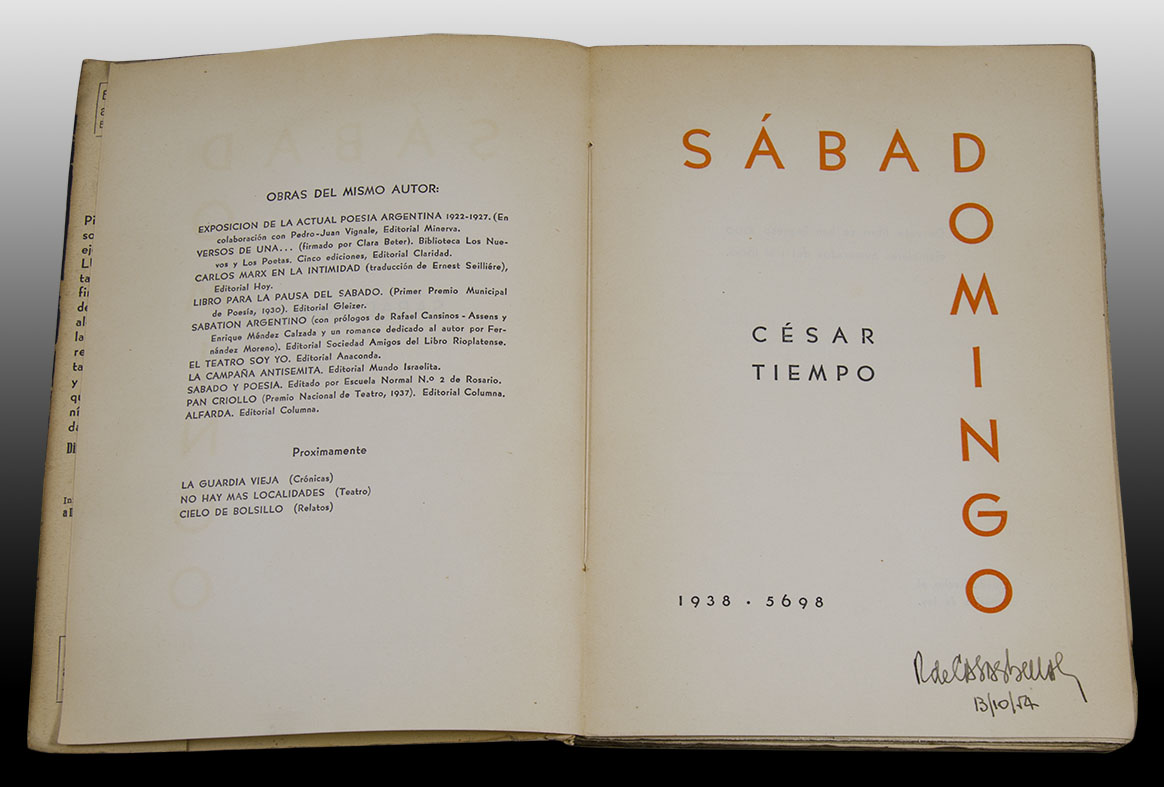 OBRAS DEL MISMO AUTOR:
EXPOSICION DE LA ACTUAL POESIA ARGENTINA 1922-1927. (En
colaboración con Pedro-Juan Vignale, Editorial Minerva.
VERSOS DE UNA... (firmado por Clara Beter). Biblioteca Los Nue-
vos y Los Poetas. Cinco ediciones, Editorial Claridad.
CARLOS MARX EN LA INTIMIDAD (traducción de Ernest Seilliére),
Editorial Hoy.
LIBRO PARA LA PAUSA DEL SABADO. (Primer Premio Municipal
de Poesía, 1930). Editorial Gleizer.
SABATION ARGENTINO (con prólogos de Rafael Cansinos - Assens y
Enrique Méndez Calzada y un romance dedicado al autor por Fer-
nández Moreno). Editorial Sociedad Amigos del Libro Rioplatense.
EL TEATRO SOY YO. Editorial Anaconda.
LA CAMPAÑA ANTISEMITA. Editorial Mundo Israelita.
SABADO Y POESIA. Editado por Escuela Normal N.º 2 de Rosario.
PAN CRIOLLO (Premio Nacional de Teatro, 1937). Editorial Columna.
ALFARDA. Editorial Columna.
Proximamente
LA GUARDIA VIEJA (Crónicas)
NO HAY MAS LOCALIDADES (Teatro)
CIELO DE BOLSILLO (Relatos)
SÁBADOMINGO
CÉSAR
TIEMPO
1938 · 5698
13/10/54